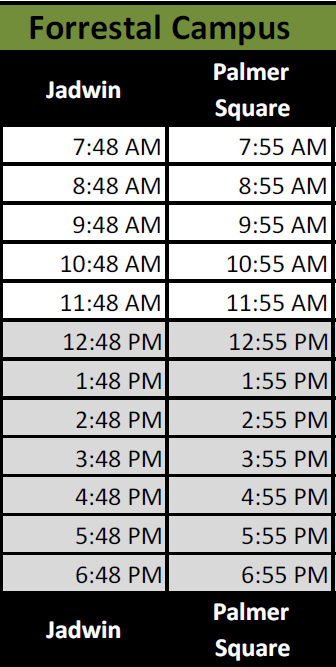 Forrestal Campus
Jadwin Palmer Square
7:48 AM 7:55 AM
8:48 AM 8:55 AM
9:48 AM 9:55 AM
10:48 AM 10:55 AM
11:48 AM 11:55 AM
12:48 PM 12:55 PM
1:48 PM 1:55 PM
2:48 PM 2:55 PM
3:48 PM 3:55 PM
4:48 PM 4:55 PM
5:48 PM 5:55 PM
6:48 PM 6:55 PM
Jadwin Palmer Square